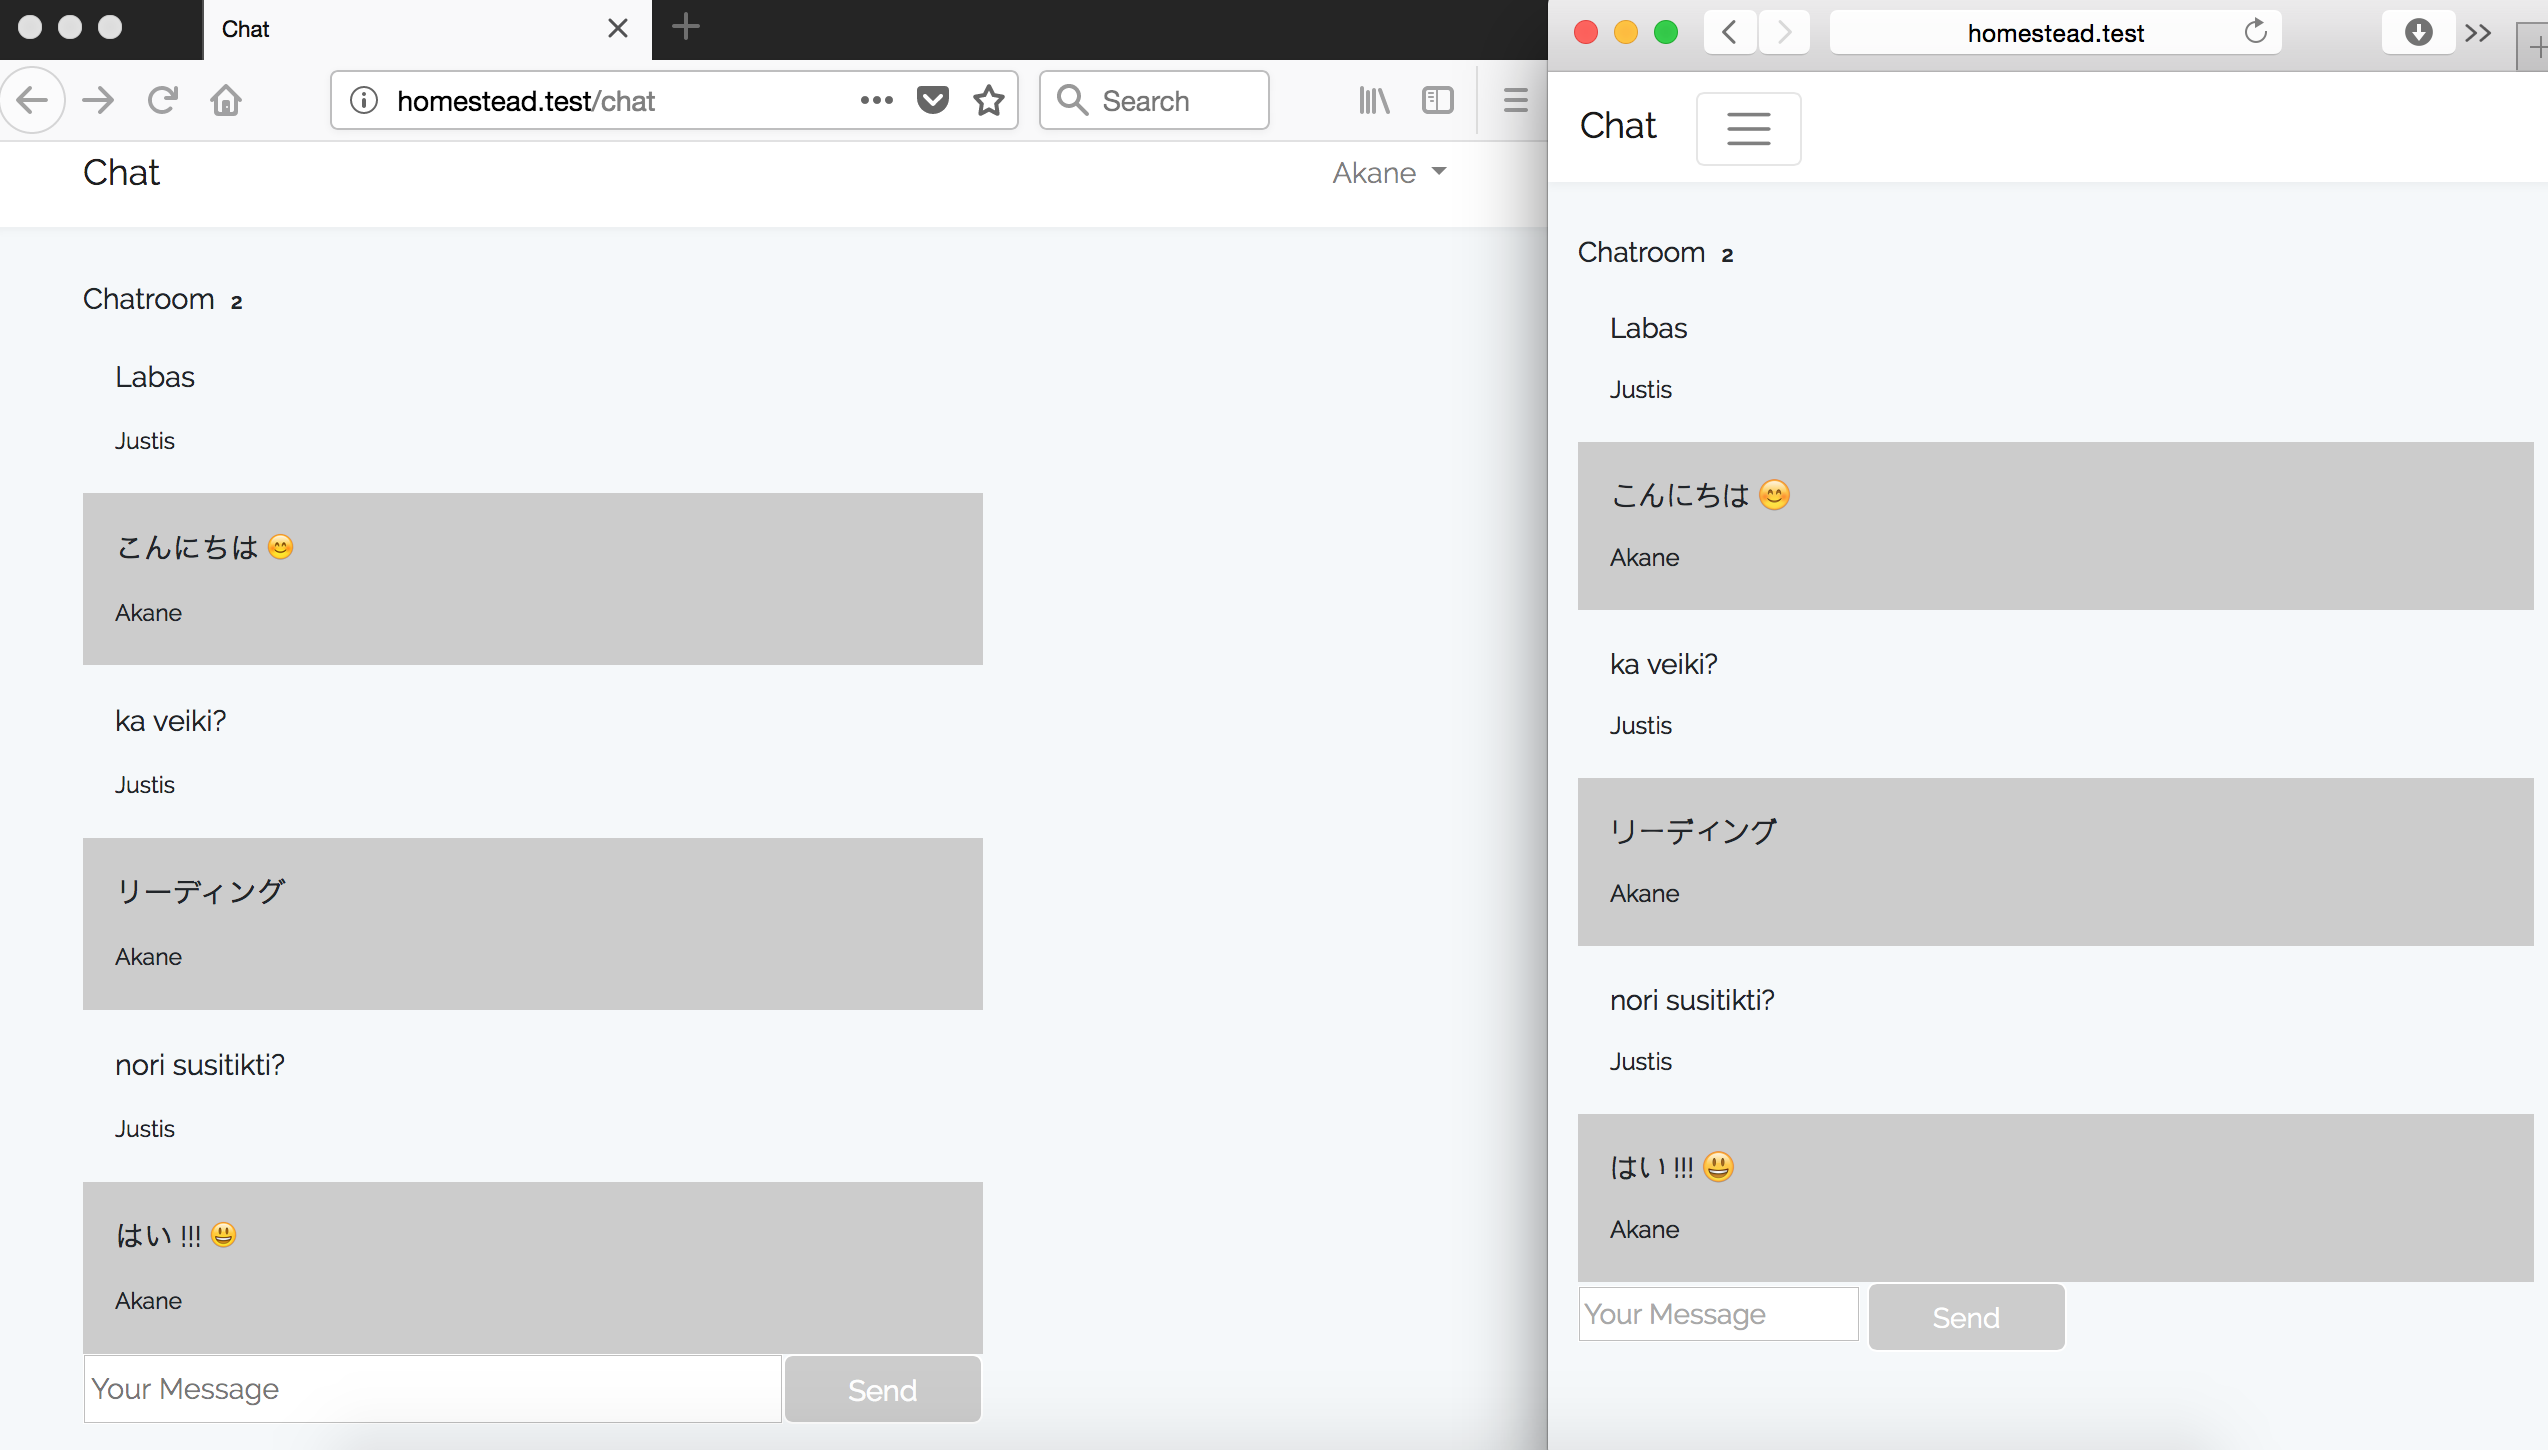 Chat
homestead.test/chat
Search
Chat
Akane
Chatroom 2
Labas
Justis
こんにちは 😊
Akane
ka veiki?
Justis
リーディング
Akane
nori susitikti?
Justis
はい !!! 😃
Akane
Your Message
Send
homestead.test
Chat
Chatroom 2
Labas
Justis
こんにちは 😊
Akane
ka veiki?
Justis
リーディング
Akane
nori susitikti?
Justis
はい !!! 😃
Akane
Your Message
Send